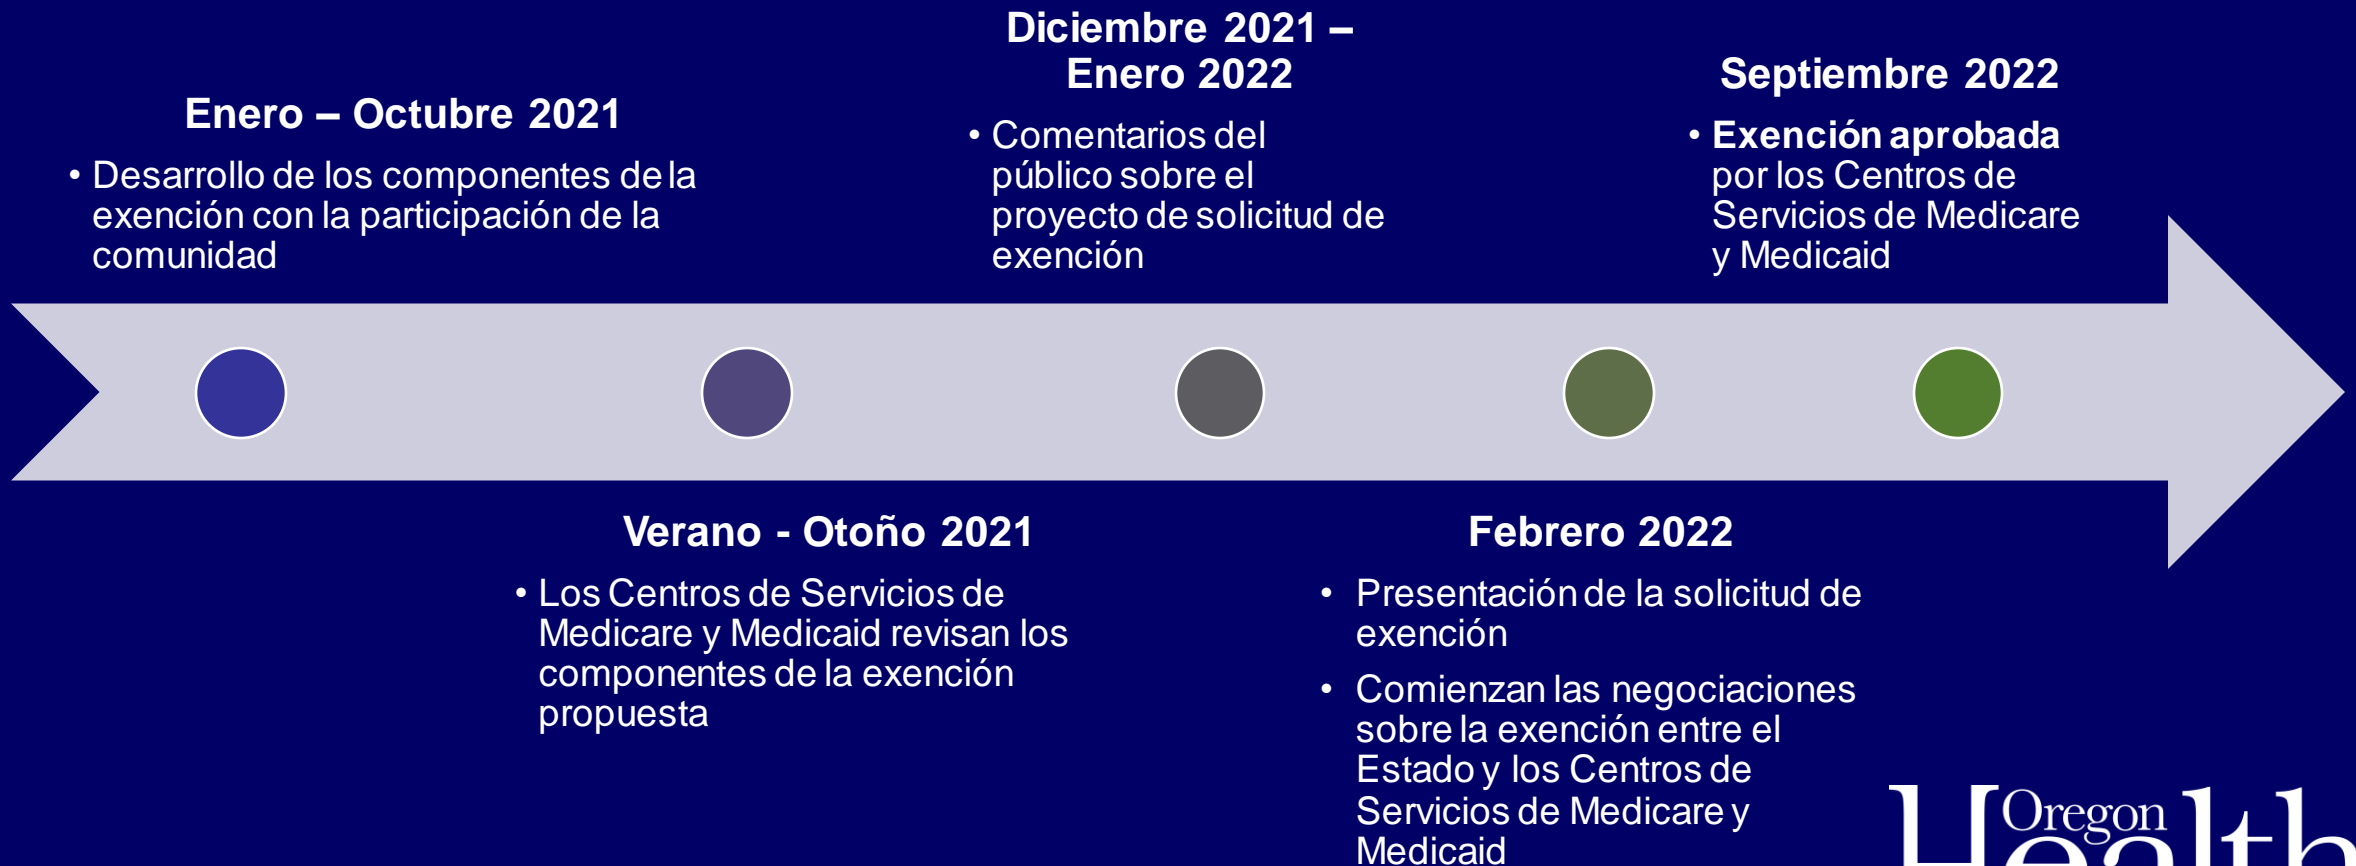 Enero – Octubre 2021
• Desarrollo de los componentes de la
exención con la participación de la
comunidad
Verano - Otoño 2021
• Los Centros de Servicios de
Medicare y Medicaid revisan los
componentes de la exención
propuesta
Diciembre 2021 –
Enero 2022
• Comentarios del
público sobre el
proyecto de solicitud de
exención
Febrero 2022
• Presentación de la solicitud de
exención
• Comienzan las negociaciones
sobre la exención entre el
Estado y los Centros de
Servicios de Medicare y
Medicaid
Septiembre 2022
• Exención aprobada
por los Centros de
Servicios de Medicare
y Medicaid
Oregon
Health